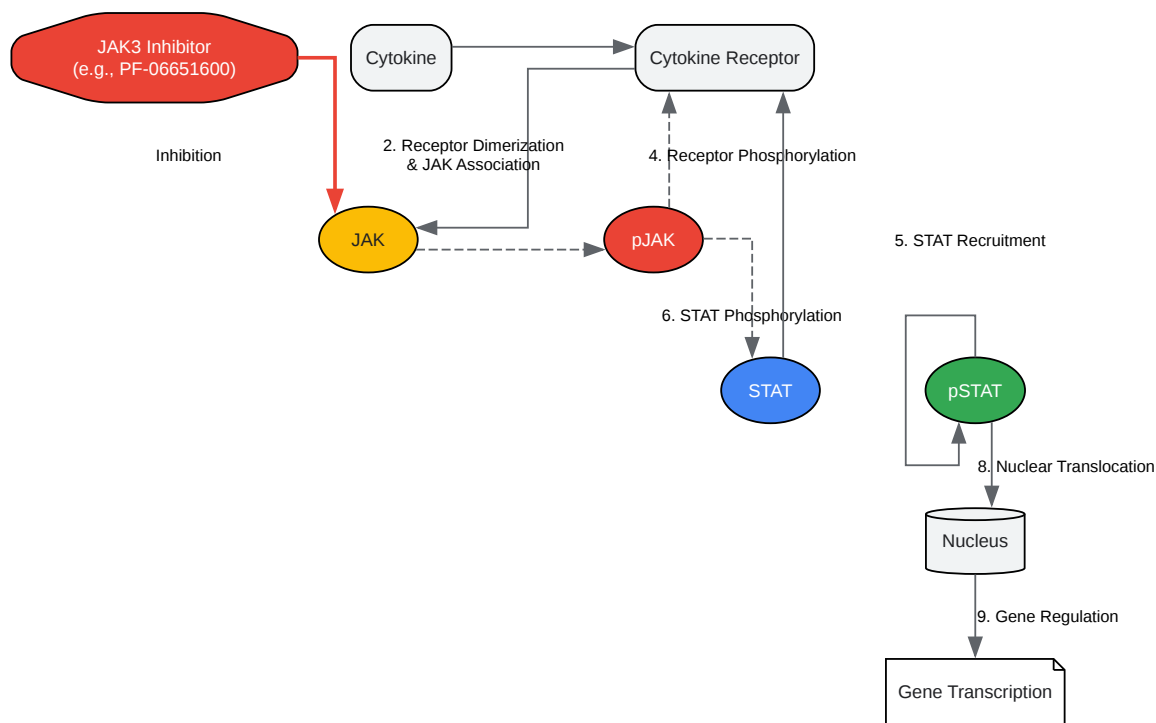 JAK3 Inhibitor
(e.g., PF-06651600)
Cytokine
Cytokine Receptor
Inhibition
2. Receptor Dimerization
& JAK Association
4. Receptor Phosphorylation
JAK
pJAK
5. STAT Recruitment
6. STAT Phosphorylation
STAT
pSTAT
8. Nuclear Translocation
Nucleus
9. Gene Regulation
Gene Transcription